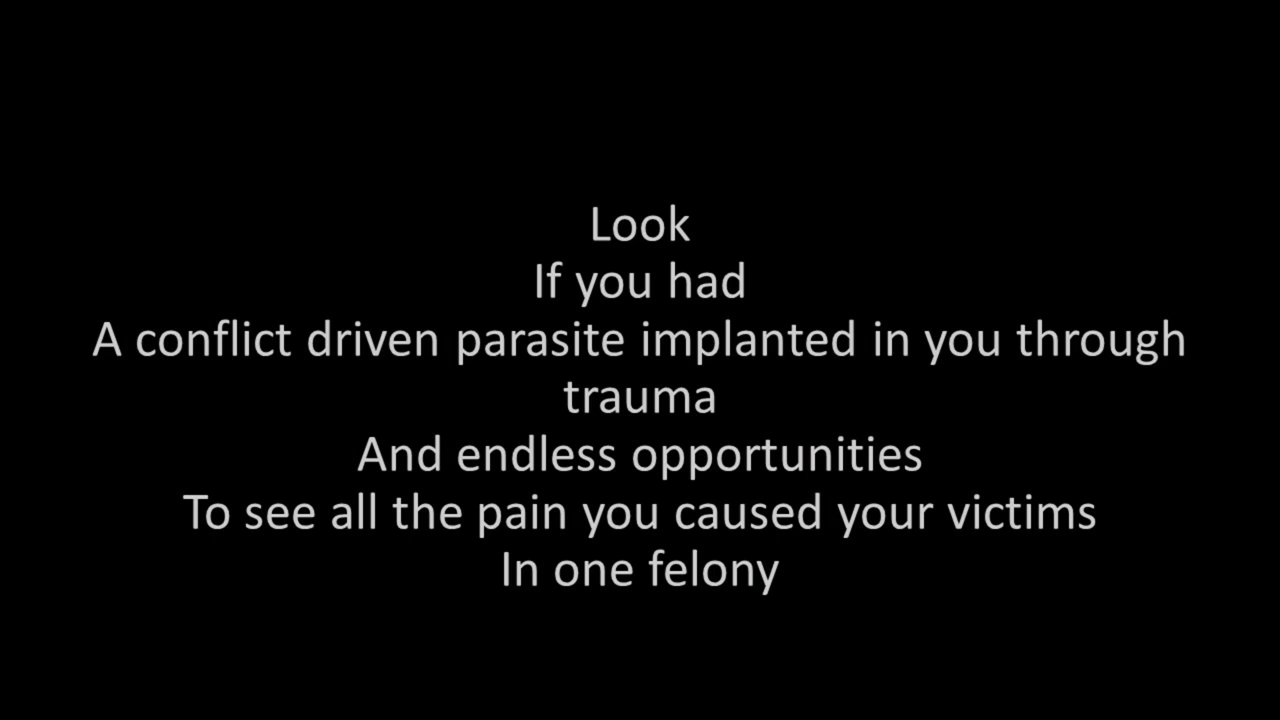 Look
If you had
A conflict driven parasite implanted in you through
trauma
And endless opportunities
To see all the pain you caused your victims
In one felony